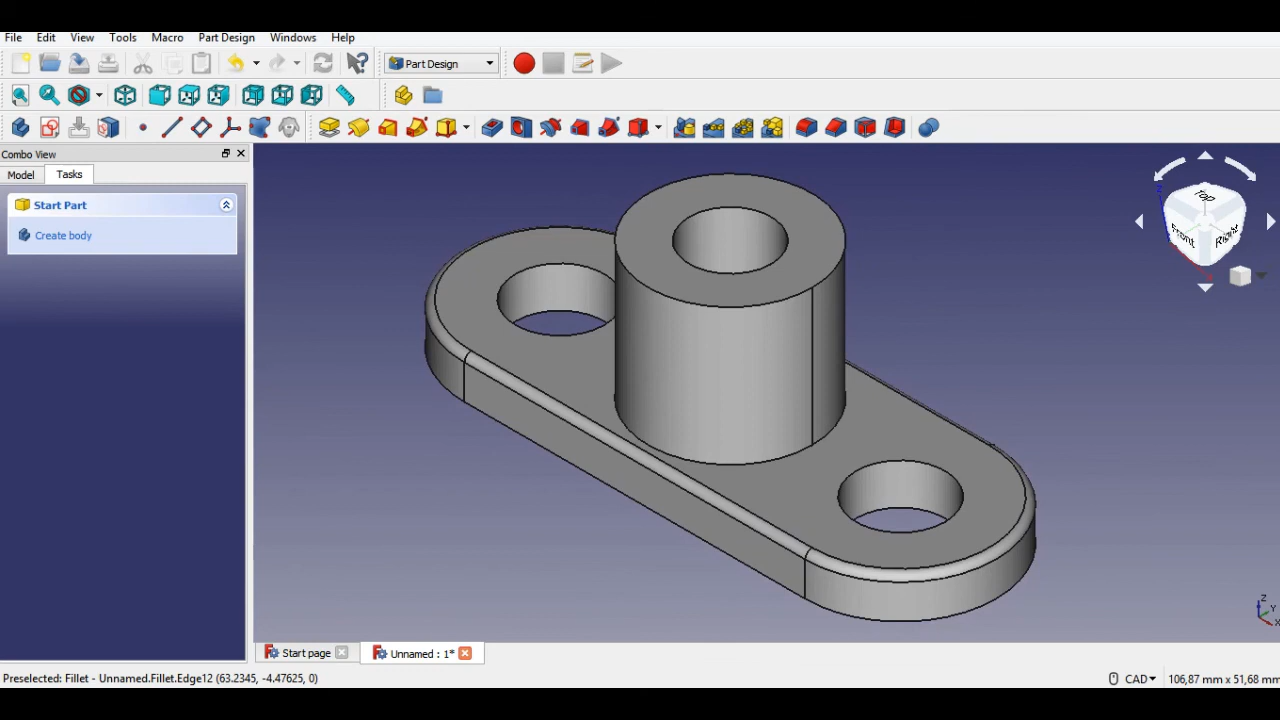 File Edit View Tools Macro Part Design Windows Help
Part Design
Combo View
Model Tasks
Start Part
Create body
Top
Front
Right
Z
Z
Y
X
Start page Unnamed : 1*
Preselected: Fillet - Unnamed.Fillet.Edge12 (63.2345, -4.47625, 0) CAD 106,87 mm x 51,68 mm